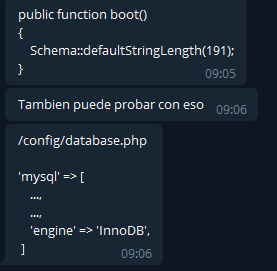 public function boot()
{
Schema::defaultStringLength(191);
}
09:05
Tambien puede probar con eso
09:06
/config/database.php
'mysql' => [
...,
...,
'engine' => 'InnoDB',
]
09:06